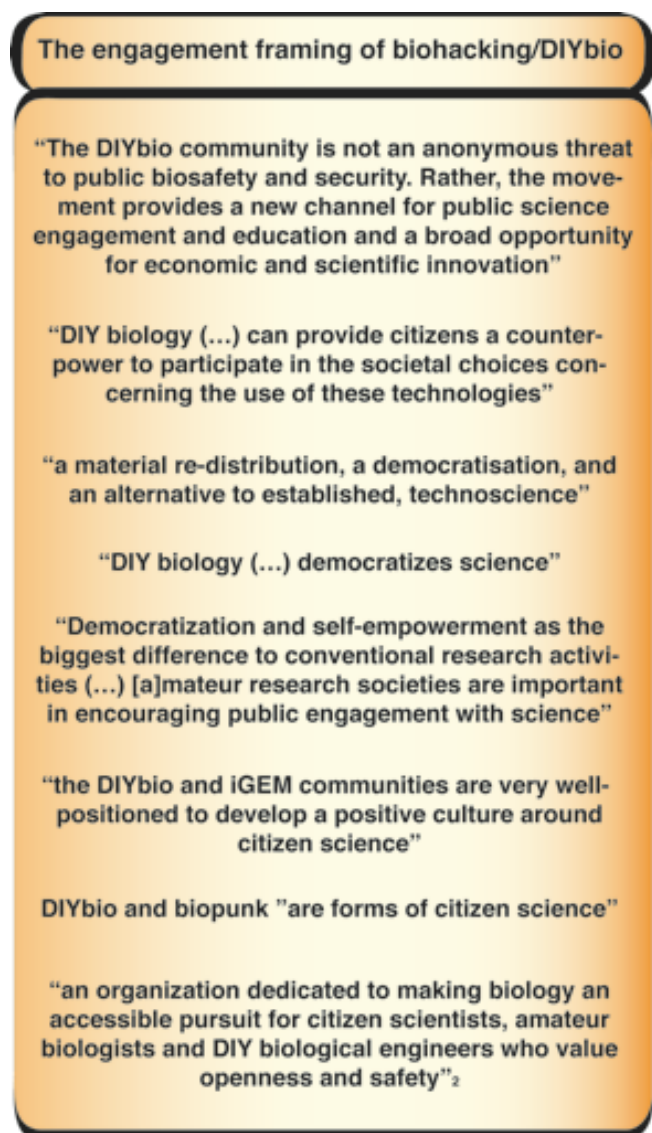 The engagement framing of biohacking/DIYbio
“The DIYbio community is not an anonymous threat
to public biosafety and security. Rather, the move-
ment provides a new channel for public science
engagement and education and a broad opportunity
for economic and scientific innovation”
“DIY biology (…) can provide citizens a counter-
power to participate in the societal choices con-
cerning the use of these technologies”
“a material re-distribution, a democratisation, and
an alternative to established, technoscience”
“DIY biology (…) democratizes science”
“Democratization and self-empowerment as the
biggest difference to conventional research activi-
ties (…) [a]mateur research societies are important
in encouraging public engagement with science”
“the DIYbio and iGEM communities are very well-
positioned to develop a positive culture around
citizen science”
DIYbio and biopunk ”are forms of citizen science”
“an organization dedicated to making biology an
accessible pursuit for citizen scientists, amateur
biologists and DIY biological engineers who value
openness and safety”₂